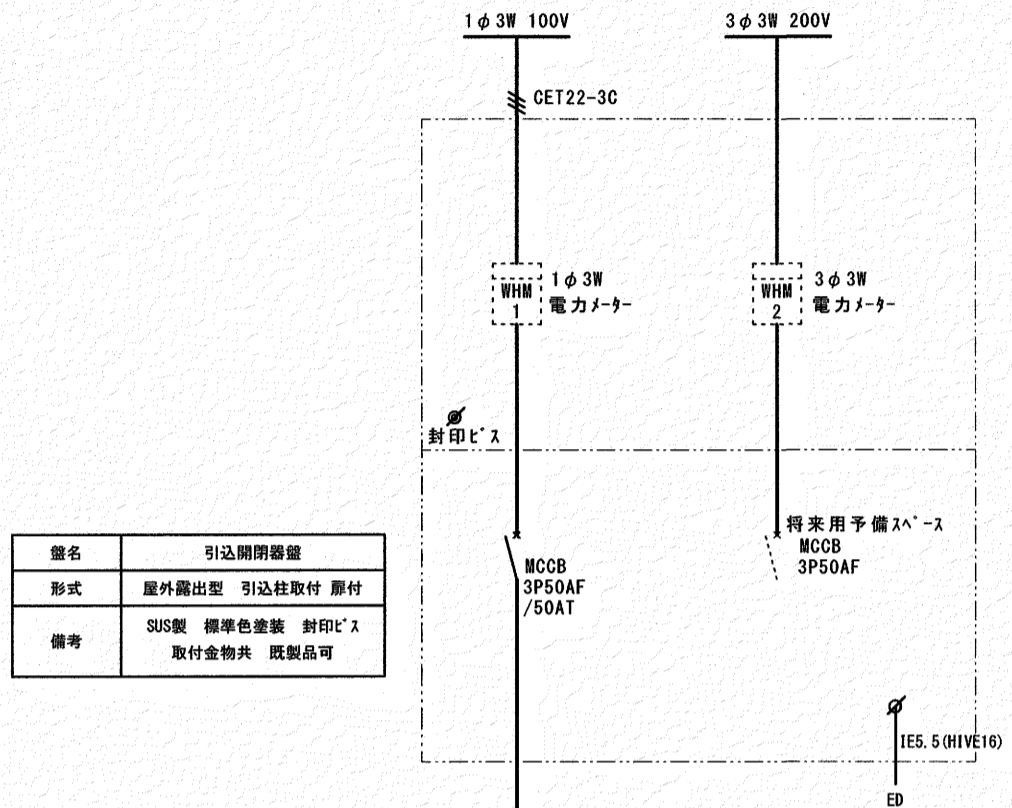 1φ3W 100V
3φ3W 200V
CET22-3C
WHM
1
1φ3W
電力メーター
WHM
2
3φ3W
電力メーター
封印ビス
将来用予備スペース
MCCB
3P50AF
MCCB
3P50AF
/50AT
盤名 引込開閉器盤
形式 屋外露出型 引込柱取付 扉付
備考 SUS製 標準色塗装 封印ビス
取付金物共 既製品可
IE5.5(HIVE16)
ED